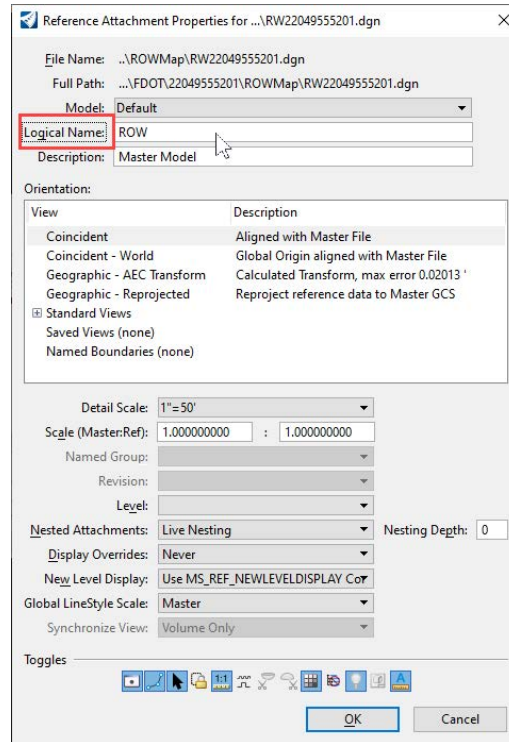 Reference Attachment Properties for ...\RW22049555201.dgn
File Name: ..\ROWMap\RW22049555201.dgn
Full Path: ...\FDOT\22049555201\ROWMap\RW22049555201.dgn
Model: Default
Logical Name: ROW
Description: Master Model
Orientation:
View Description
Coincident Aligned with Master File
Coincident - World Global Origin aligned with Master File
Geographic - AEC Transform Calculated Transform, max error 0.02013 '
Geographic - Reprojected Reproject reference data to Master GCS
Standard Views
Saved Views (none)
Named Boundaries (none)
Detail Scale: 1"=50'
Scale (Master:Ref): 1.000000000 : 1.000000000
Named Group:
Revision:
Level:
Nested Attachments: Live Nesting Nesting Depth: 0
Display Overrides: Never
New Level Display: Use MS_REF_NEWLEVELDISPLAY Cor
Global LineStyle Scale: Master
Synchronize View: Volume Only
Toggles
1:1 A
OK Cancel